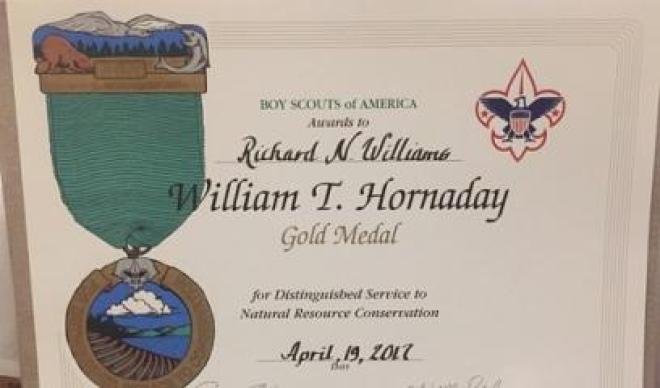 BOY SCOUTS of AMERICA
Awards to
Richard N Williams
William T. Hornaday
Gold Medal
for Distinguished Service to
Natural Resource Conservation
April, 19, 2017
Date